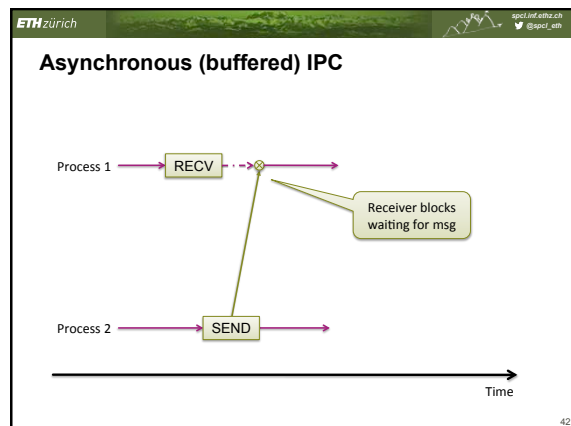 ETH zürich
spcl.inf.ethz.ch
@spcl_eth
Asynchronous (buffered) IPC
Process 1
RECV
Receiver blocks
waiting for msg
Process 2
SEND
Time
42